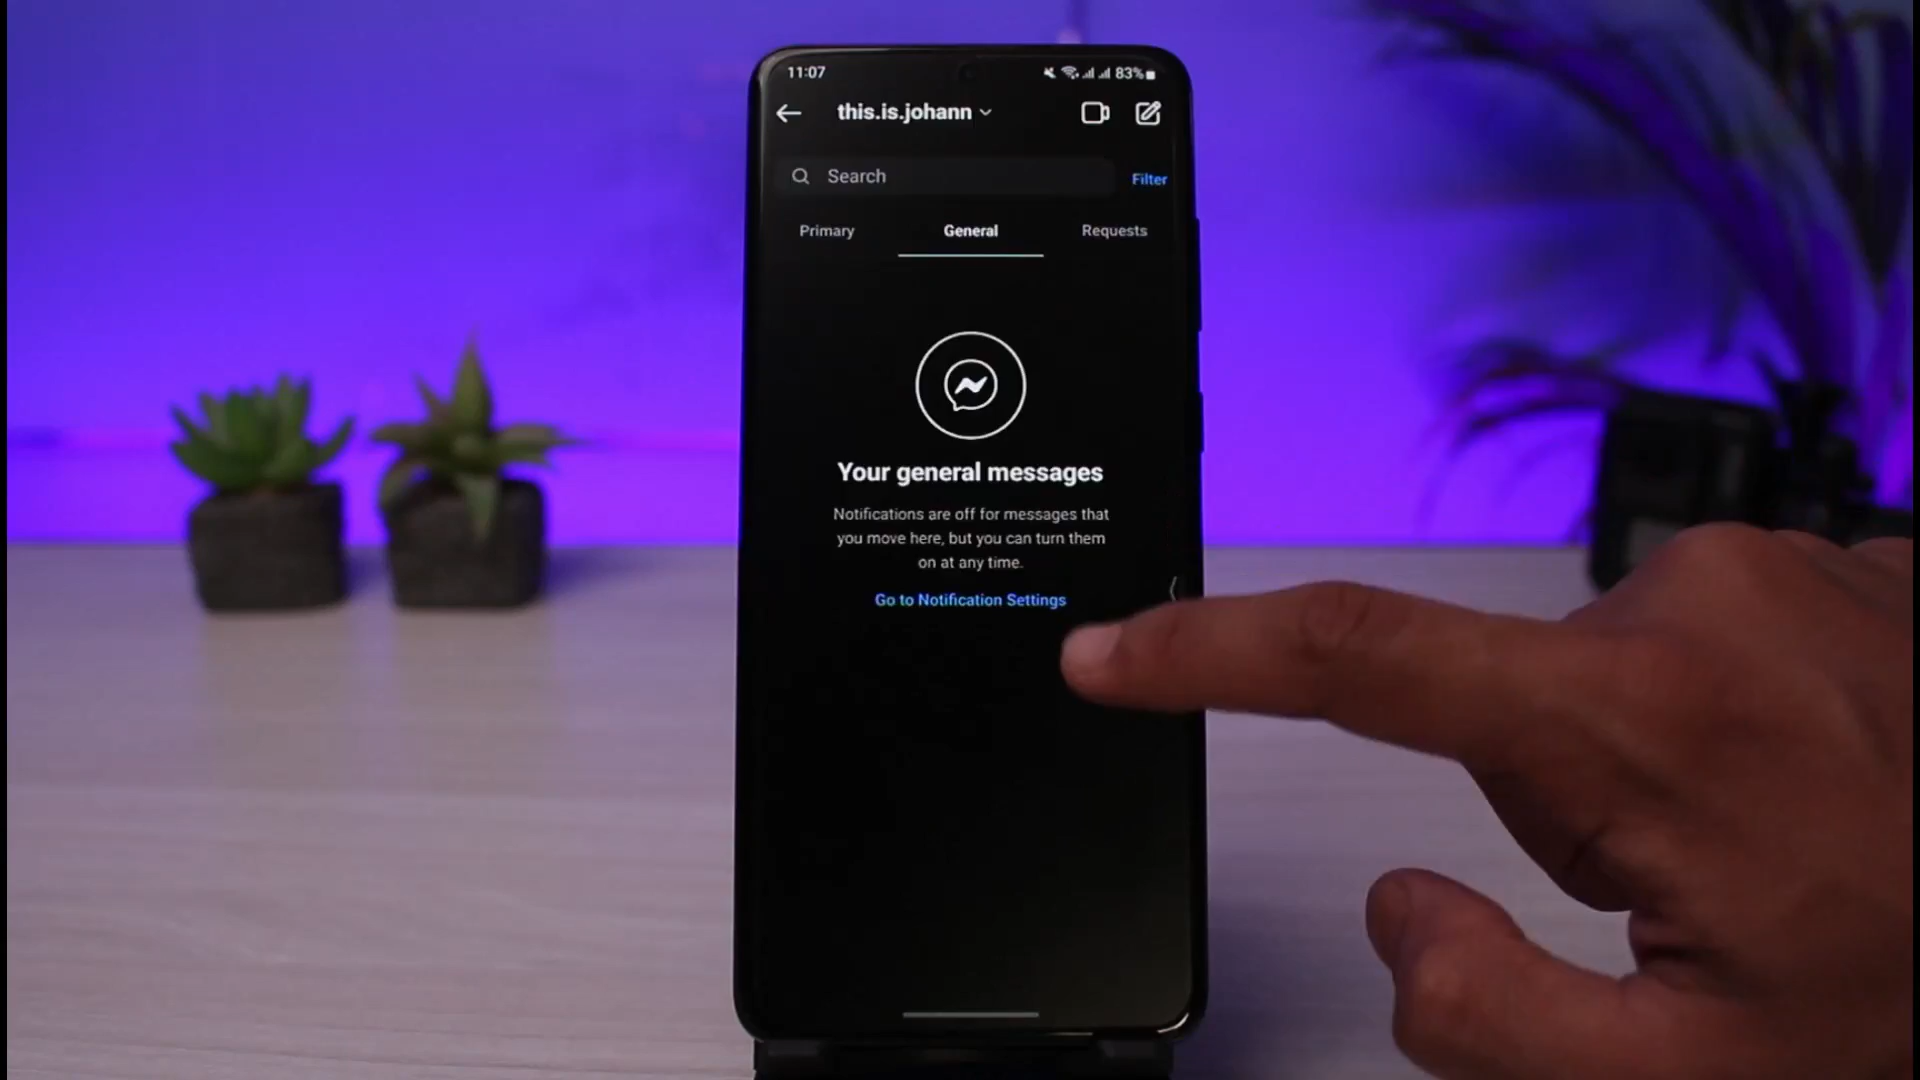 11:07
83%
this.is.johann
Search
Filter
Primary
General
Requests
Your general messages
Notifications are off for messages that
you move here, but you can turn them
on at any time.
Go to Notification Settings